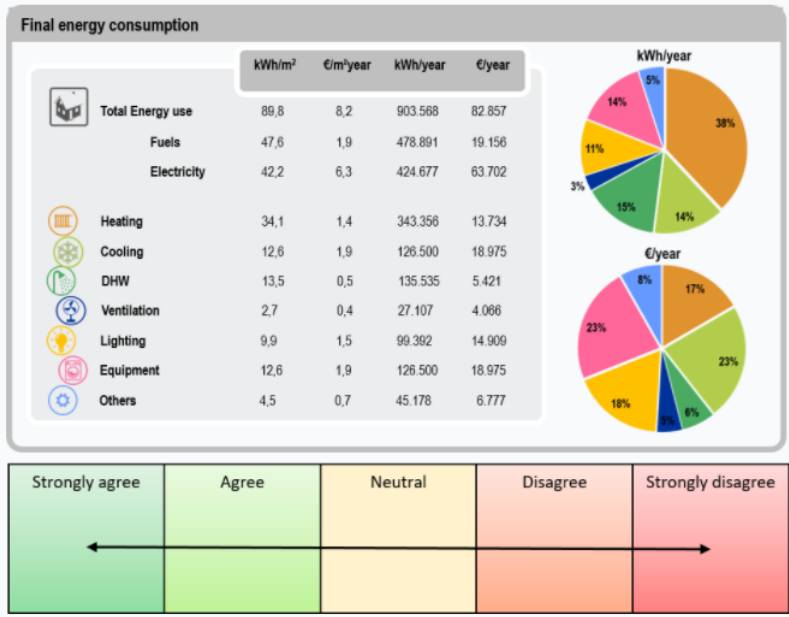 Final energy consumption
kWh/m² €/m²year kWh/year €/year
Total Energy use 89,8 8,2 903.568 82.857
Fuels 47,6 1,9 478.891 19.156
Electricity 42,2 6,3 424.677 63.702
Heating 34,1 1,4 343.356 13.734
Cooling 12,6 1,9 126.500 18.975
DHW 13,5 0,5 135.535 5.421
Ventilation 2,7 0,4 27.107 4.066
Lighting 9,9 1,5 99.392 14.909
Equipment 12,6 1,9 126.500 18.975
Others 4,5 0,7 45.178 6.777
kWh/year
5%
14%
38%
11%
3%
15%
14%
€/year
8%
17%
23%
23%
18%
5%
6%
Strongly agree Agree Neutral Disagree Strongly disagree